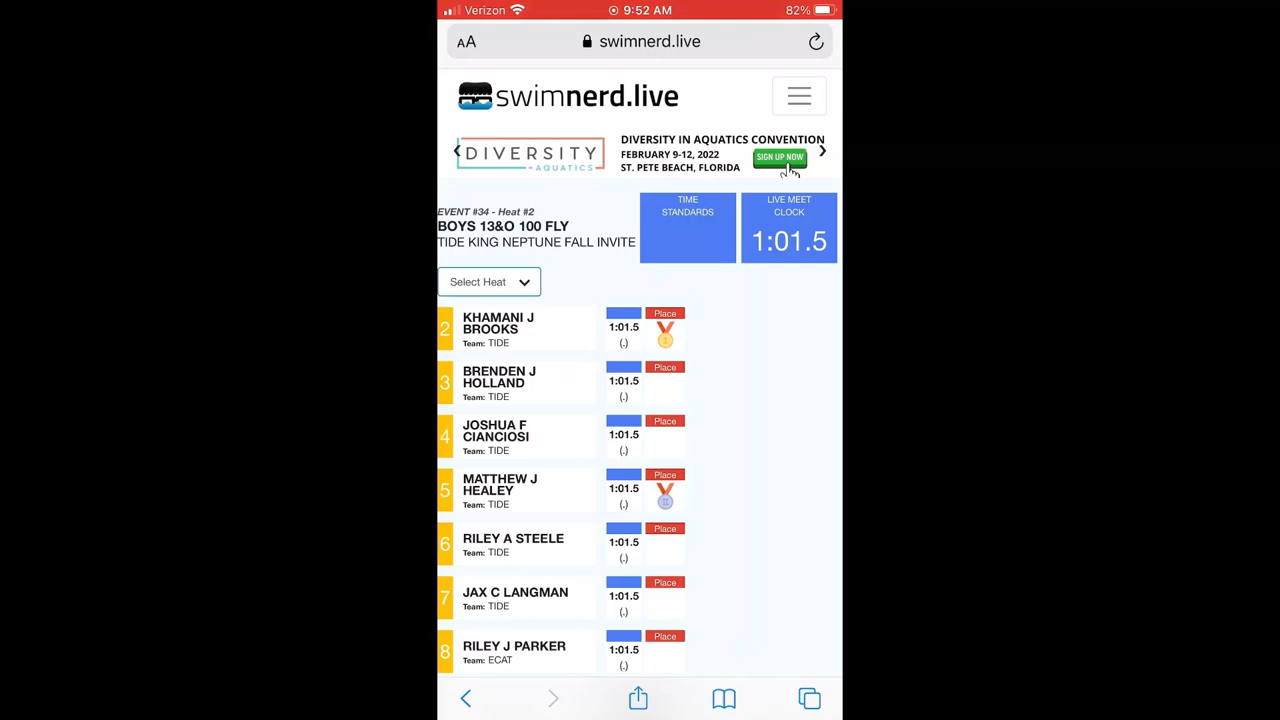 Verizon 9:52 AM 82%
AA swimnerd.live
swimnerd.live
DIVERSITY
AQUATICS
DIVERSITY IN AQUATICS CONVENTION
FEBRUARY 9-12, 2022
ST. PETE BEACH, FLORIDA
SIGN UP NOW
EVENT #34 - Heat #2
BOYS 13&O 100 FLY
TIDE KING NEPTUNE FALL INVITE
TIME
STANDARDS
LIVE MEET
CLOCK
1:01.5
Select Heat
2
KHAMANI J
BROOKS
Team: TIDE
1:01.5
(.)
Place
1
3
BRENDEN J
HOLLAND
Team: TIDE
1:01.5
(.)
Place
4
JOSHUA F
CIANCIOSI
Team: TIDE
1:01.5
(.)
Place
5
MATTHEW J
HEALEY
Team: TIDE
1:01.5
(.)
Place
6
RILEY A STEELE
Team: TIDE
1:01.5
(.)
Place
7
JAX C LANGMAN
Team: TIDE
1:01.5
(.)
Place
8
RILEY J PARKER
Team: ECAT
1:01.5
(.)
Place